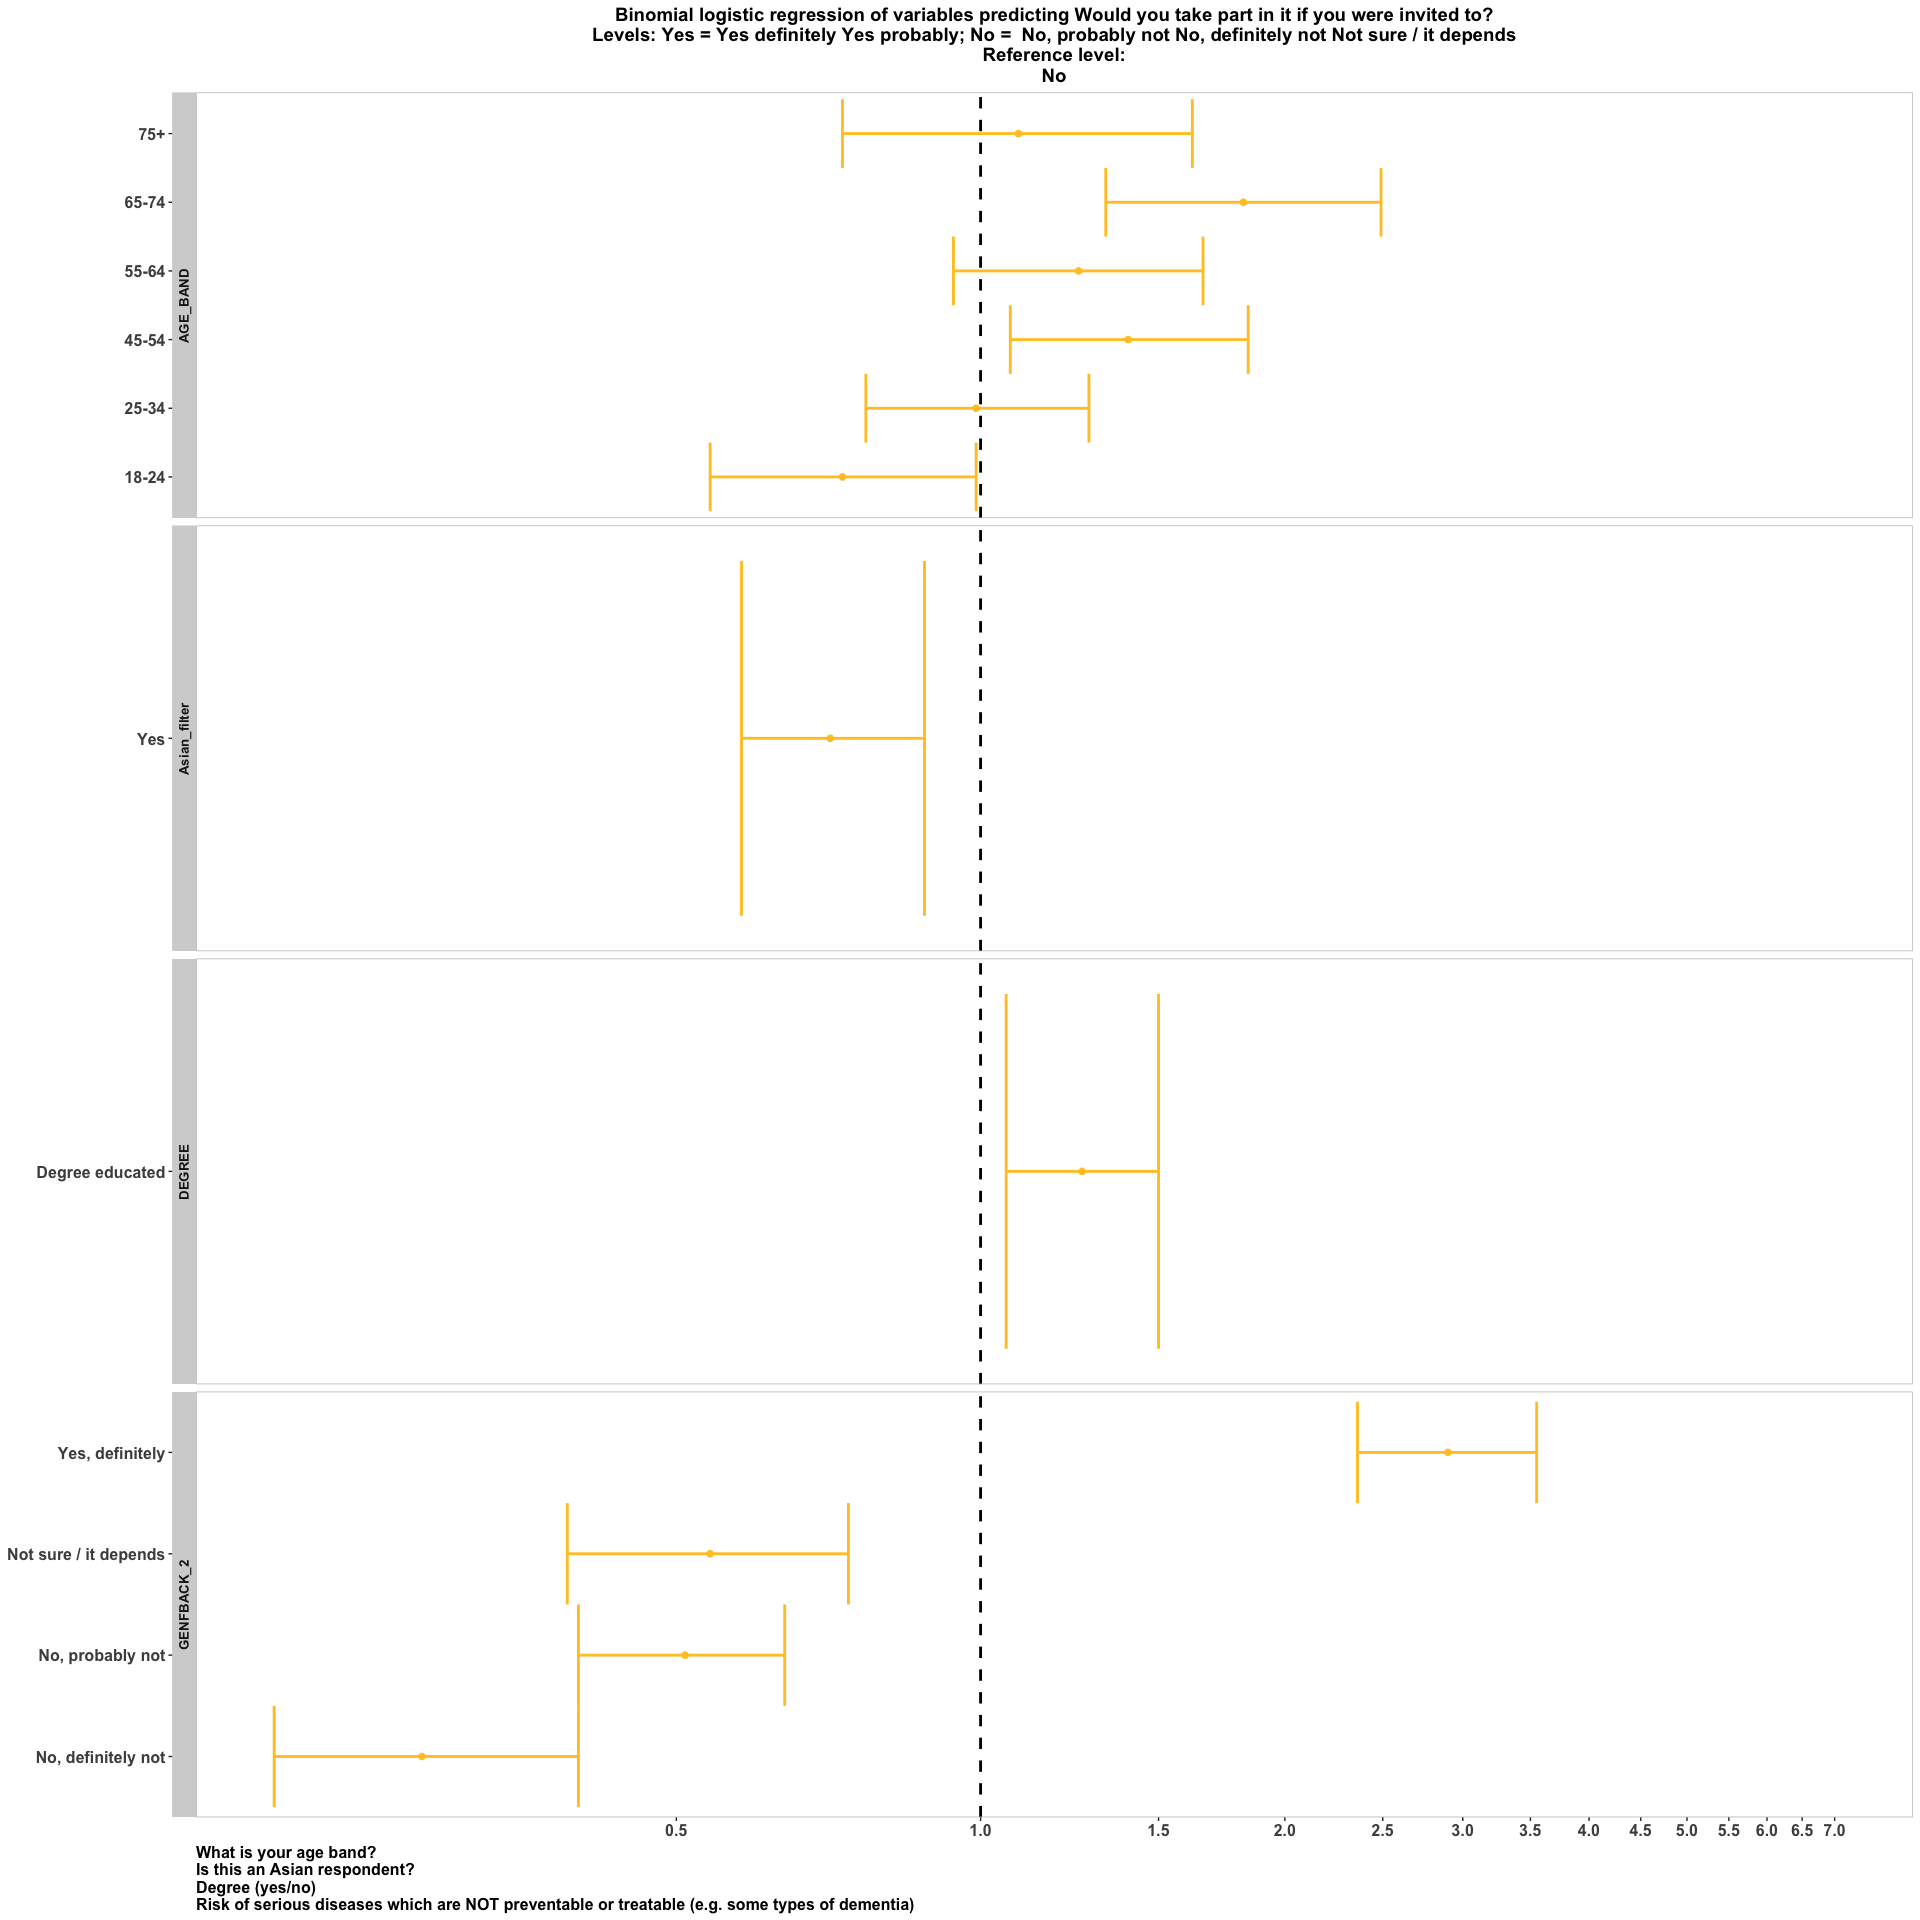 Binomial logistic regression of variables predicting Would you take part in it if you were invited to?
Levels: Yes = Yes definitely Yes probably; No =  No, probably not No, definitely not Not sure / it depends
Reference level:
No
AGE_BAND
75+
65-74
55-64
45-54
25-34
18-24
Asian_filter
Yes
DEGREE
Degree educated
GENFBACK_2
Yes, definitely
Not sure / it depends
No, probably not
No, definitely not
0.5 1.0 1.5 2.0 2.5 3.0 3.5 4.0 4.5 5.0 5.5 6.0 6.5 7.0
What is your age band?
Is this an Asian respondent?
Degree (yes/no)
Risk of serious diseases which are NOT preventable or treatable (e.g. some types of dementia)